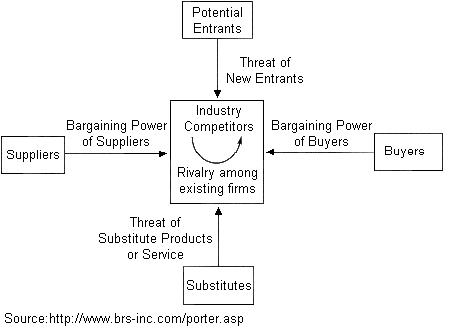 Potential
Entrants
Threat of
New Entrants
Industry
Competitors
Bargaining Power
of Suppliers
Bargaining Power
of Buyers
Suppliers
Buyers
Rivalry among
existing firms
Threat of
Substitute Products
or Service
Substitutes
Source:http://www.brs-inc.com/porter.asp